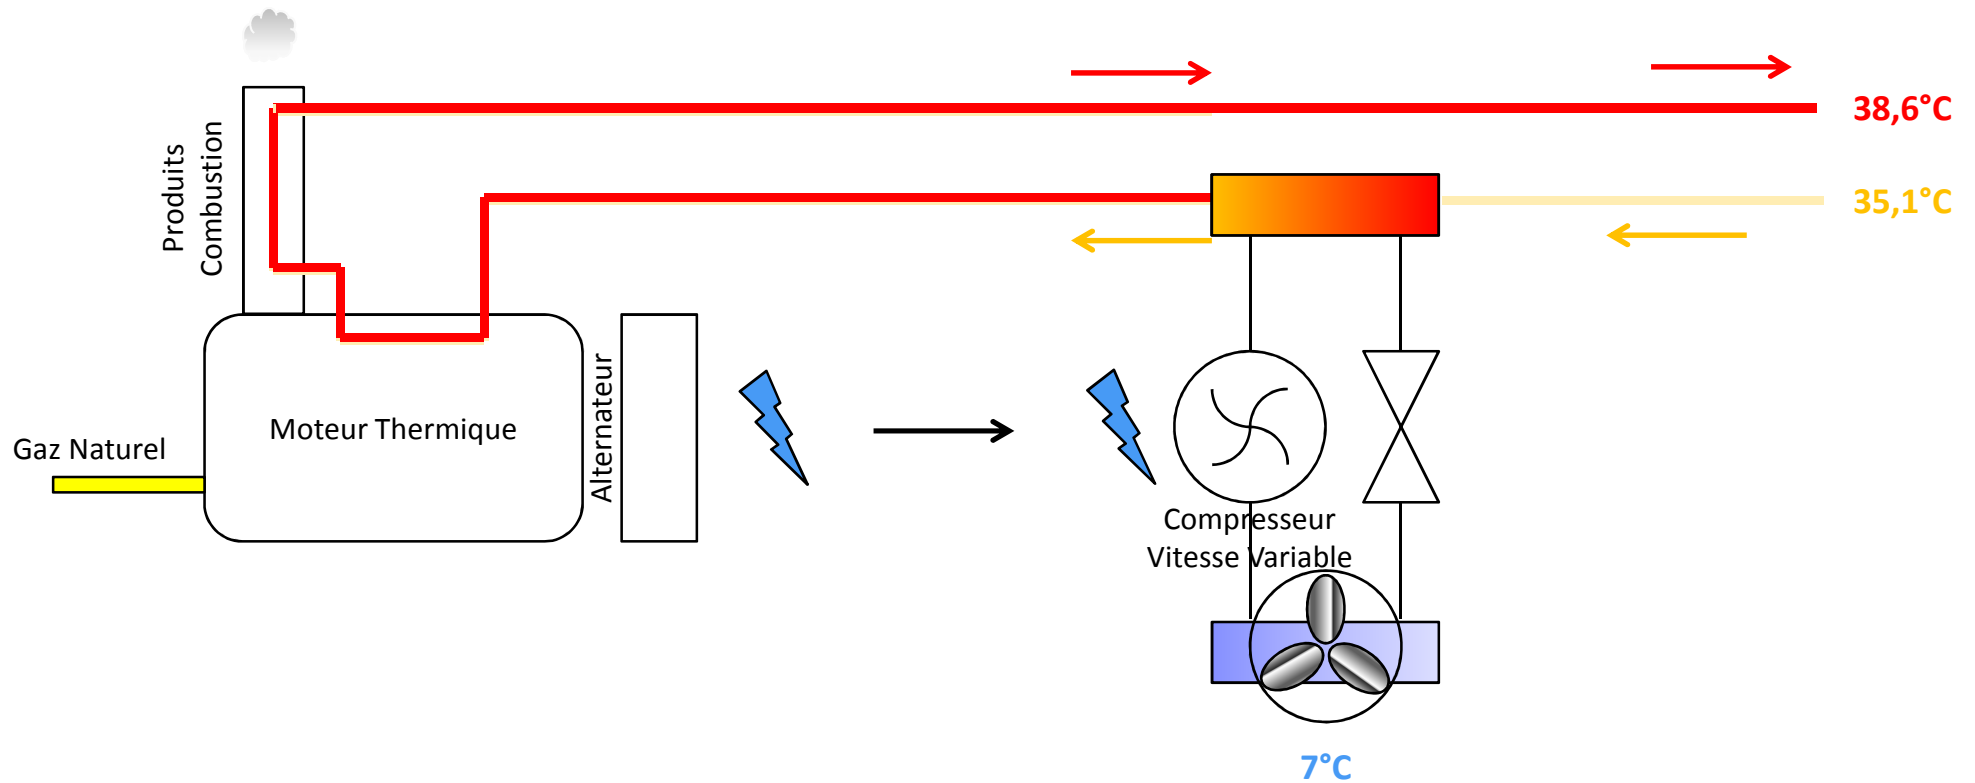 38,6°C
Produits
Combustion
35,1°C
Moteur Thermique
Alternateur
Gaz Naturel
Compresseur
Vitesse Variable
7°C